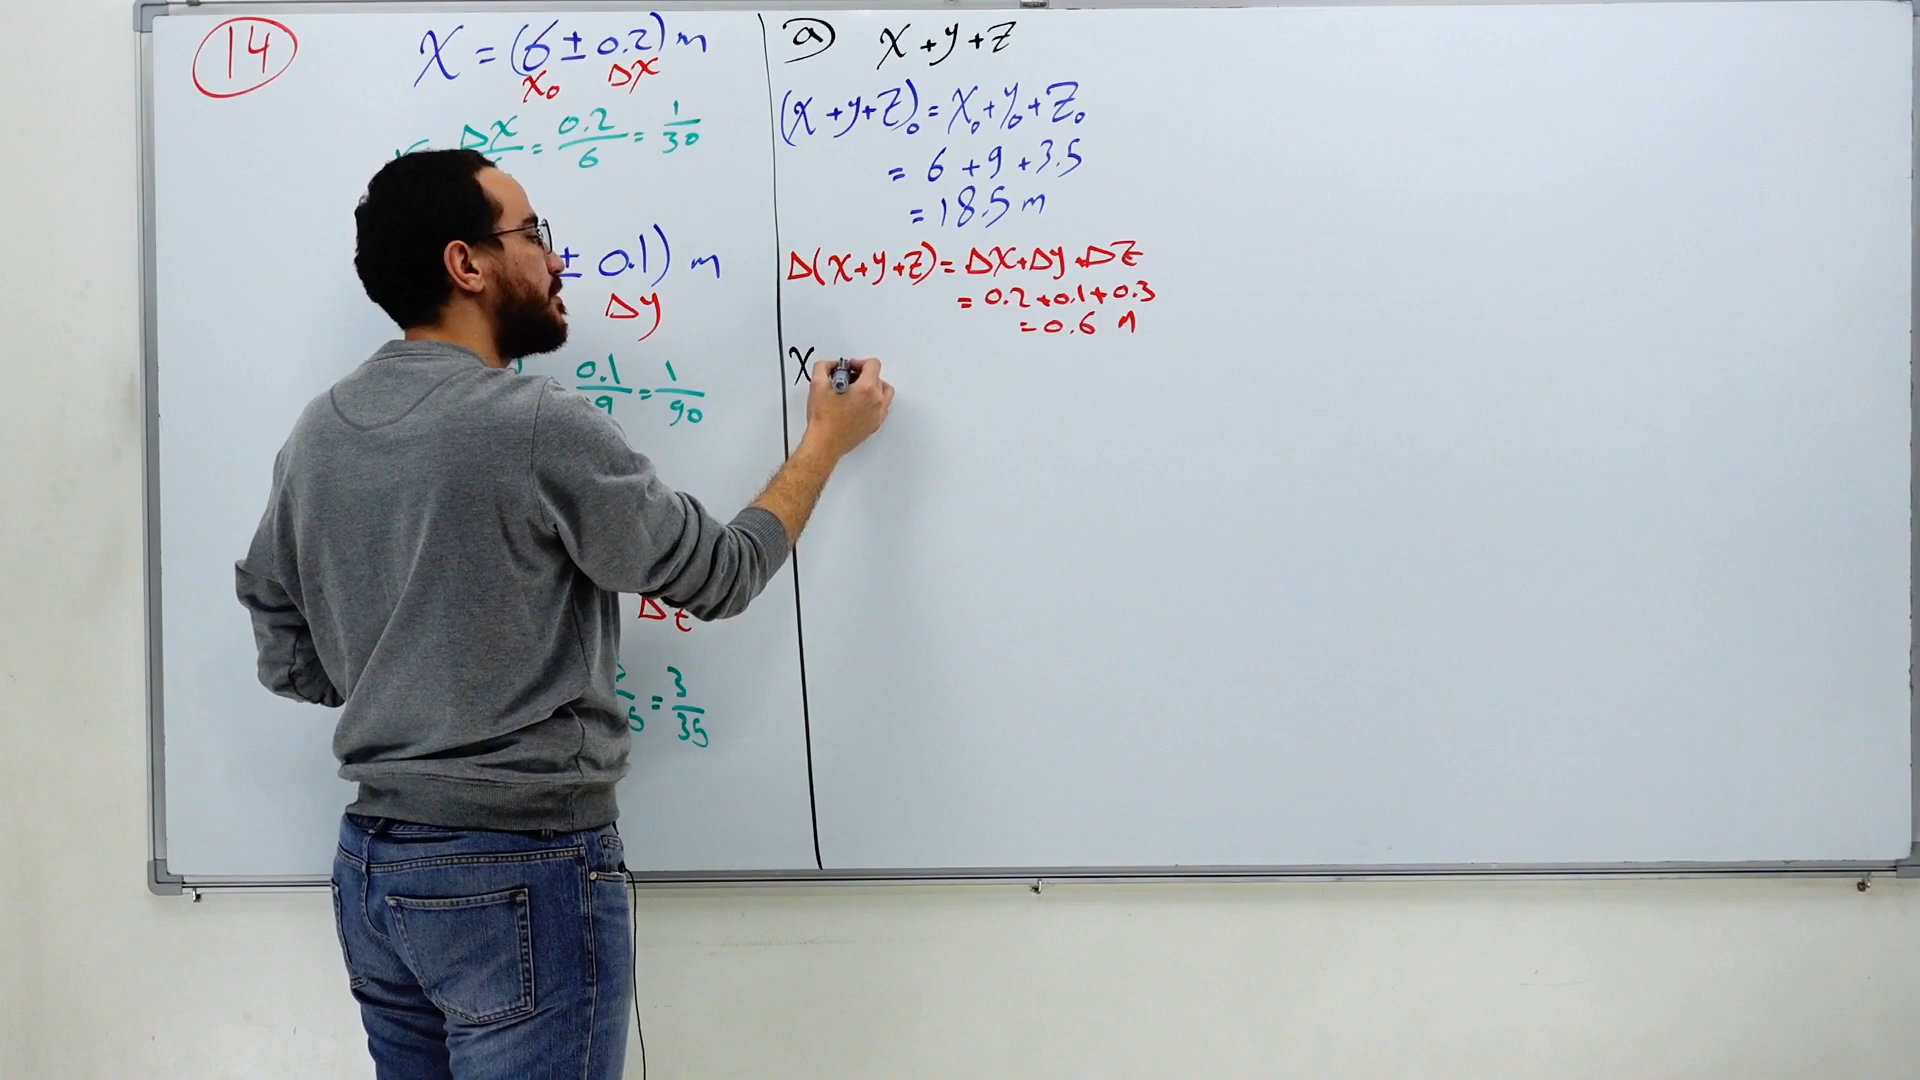 14
X = (6 ± 0.2) m
X₀ ΔX
ΔX = 0.2/6 = 1/30
± 0.1) m
Δy
0.1/9 = 1/90
Δz
= 3/35
a X + y + Z
(X + y + Z)₀ = X₀ + y₀ + Z₀
= 6 + 9 + 3.5
= 18.5 m
Δ(X + y + Z) = ΔX + Δy + ΔZ
= 0.2 + 0.1 + 0.3
= 0.6 m
X